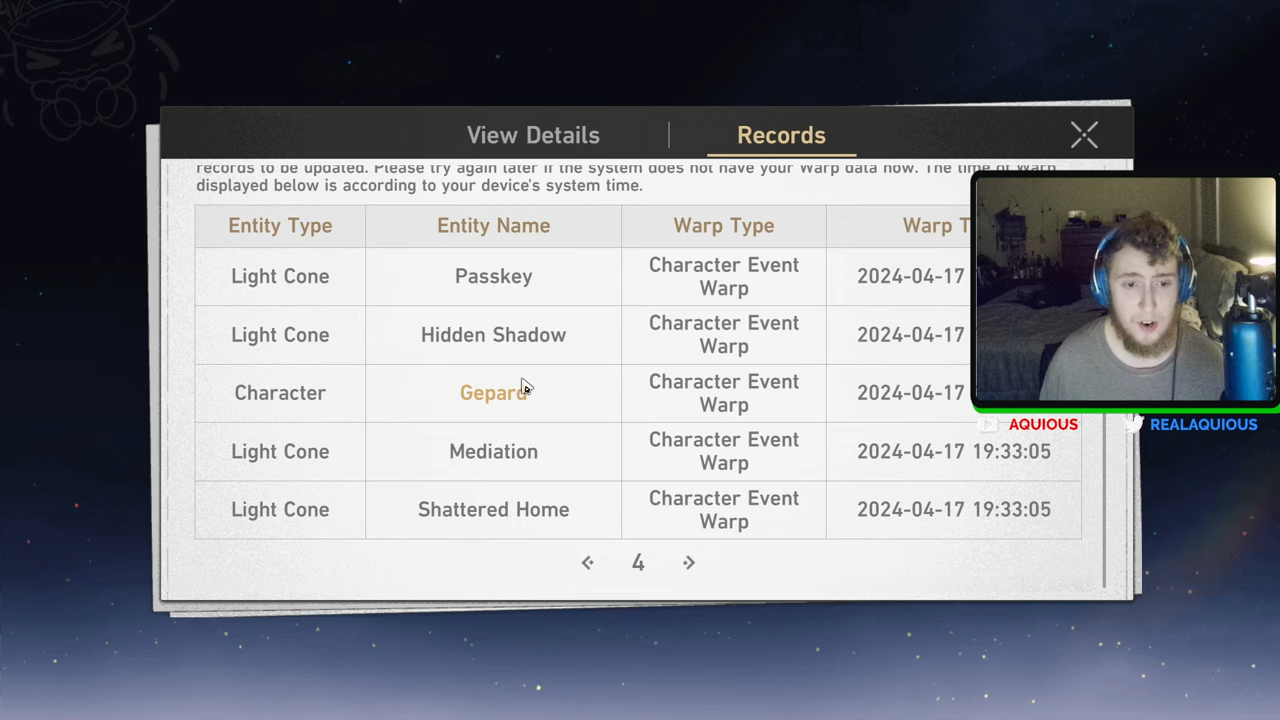 View Details
Records
records to be updated. Please try again later if the system does not have your Warp data now. The time of Warp
displayed below is according to your device's system time.
Entity Type Entity Name Warp Type Warp T
Light Cone Passkey Character Event Warp 2024-04-17
Light Cone Hidden Shadow Character Event Warp 2024-04-17
Character Gepard Character Event Warp 2024-04-17
Light Cone Mediation Character Event Warp 2024-04-17 19:33:05
Light Cone Shattered Home Character Event Warp 2024-04-17 19:33:05
4
AQUIOUS
REALAQUIOUS